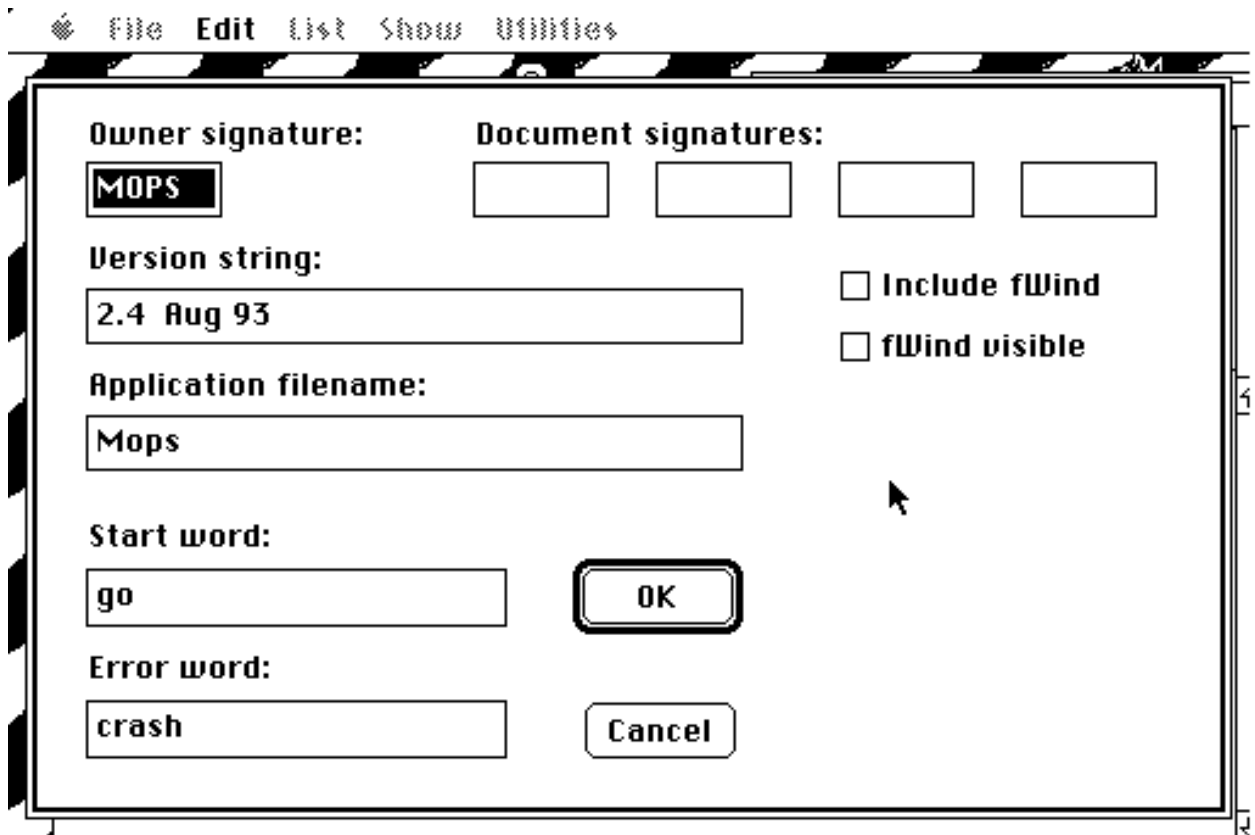 File Edit List Show Utilities
Owner signature: Document signatures:
MOPS
Version string:
Include fWind
2.4 Aug 93
fWind visible
Application filename:
Mops
Start word:
go
OK
Error word:
crash
Cancel